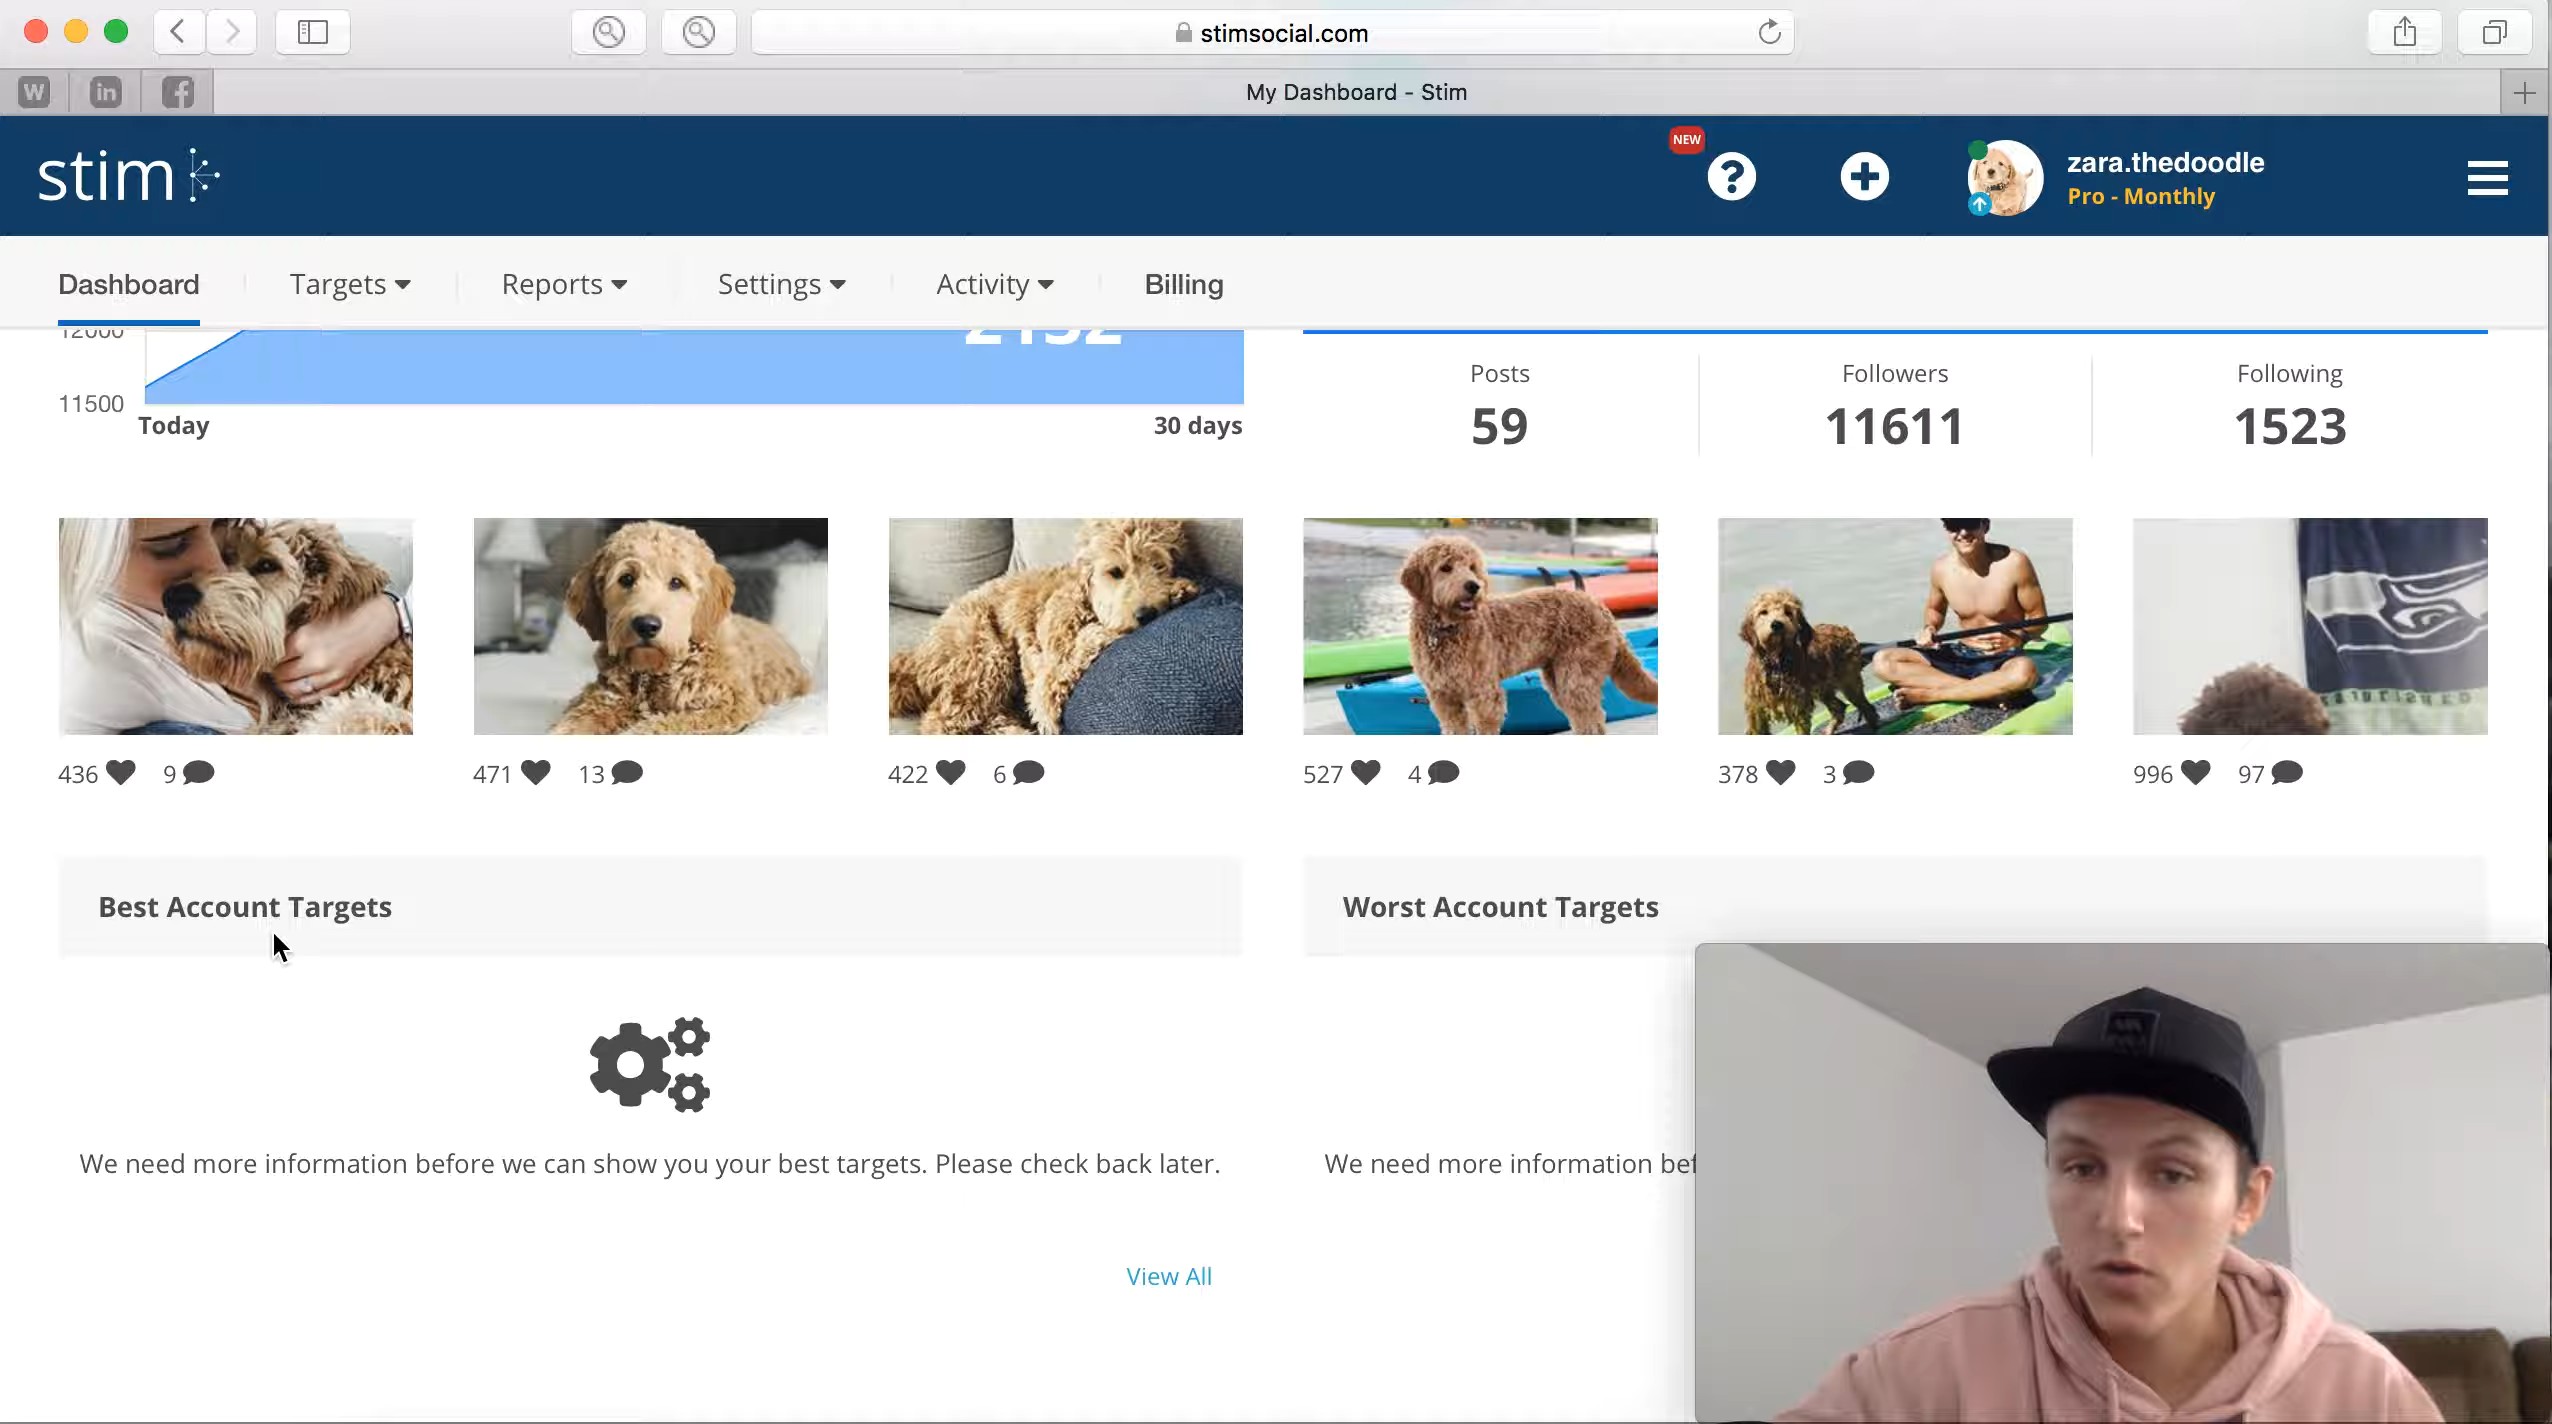 stimsocial.com
W in f My Dashboard - Stim
stim NEW ? zara.thedoodle
Pro - Monthly
Dashboard Targets Reports Settings Activity Billing
12000
2152
11500
Today 30 days
Posts Followers Following
59 11611 1523
436 9 471 13 422 6 527 4 378 3 996 97
Best Account Targets Worst Account Targets
We need more information before we can show you your best targets. Please check back later. We need more information bef
View All